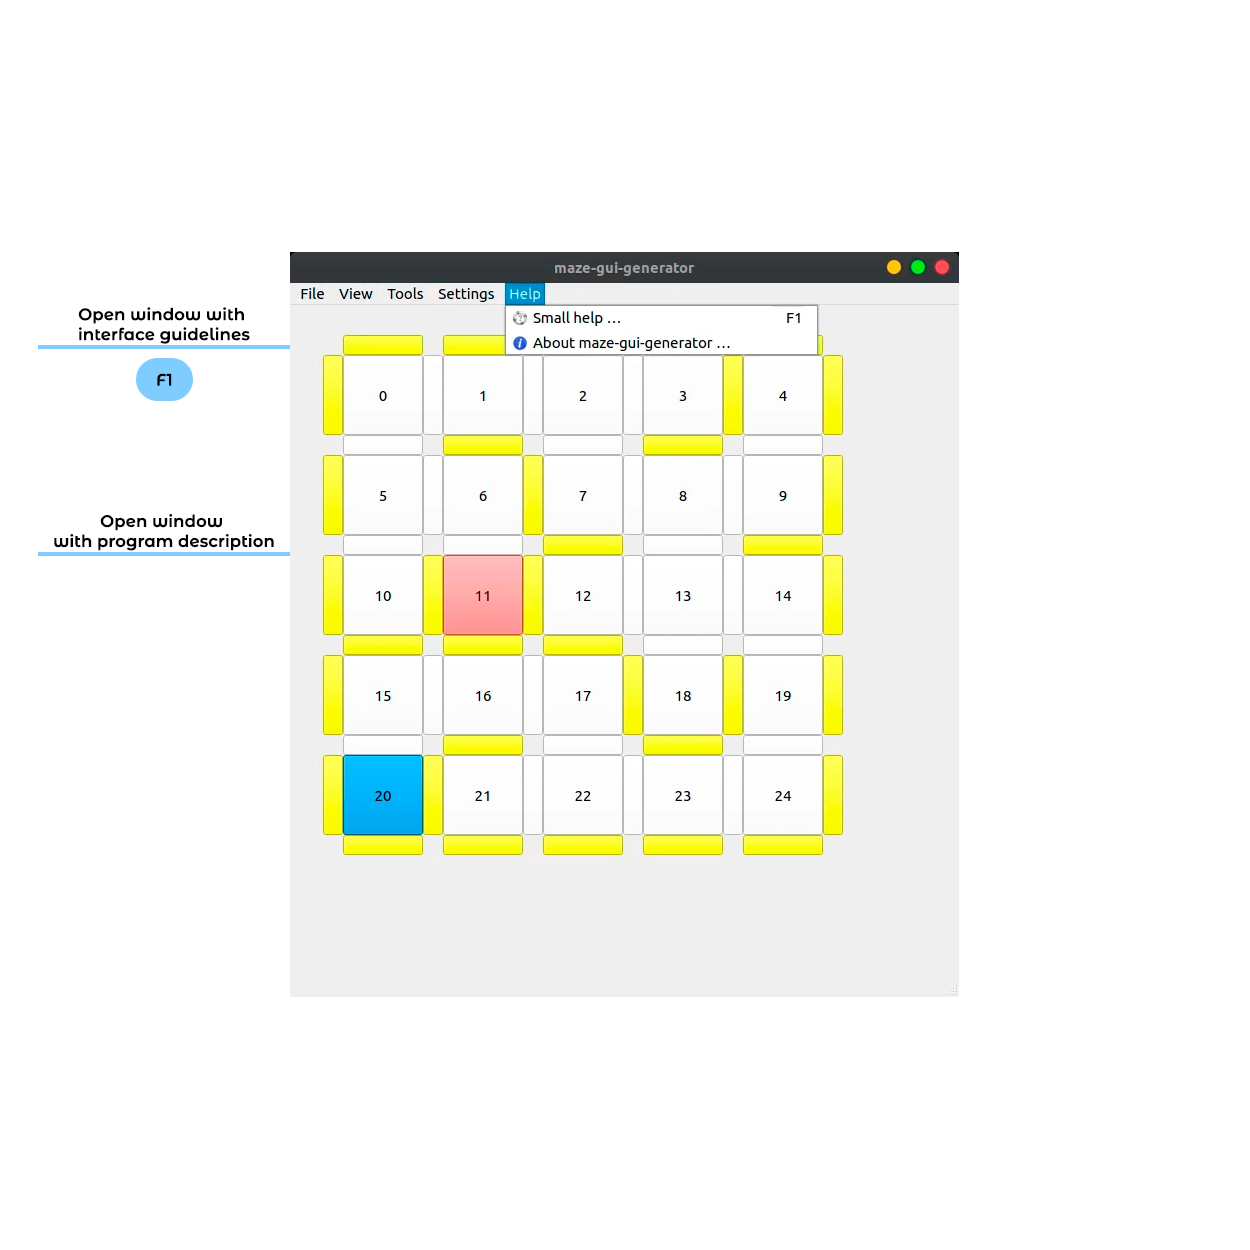 maze-gui-generator
File View Tools Settings Help
Open window with
interface guidelines
F1
Small help ... F1
About maze-gui-generator ...
0 1 2 3 4
5 6 7 8 9
Open window
with program description
10 11 12 13 14
15 16 17 18 19
20 21 22 23 24